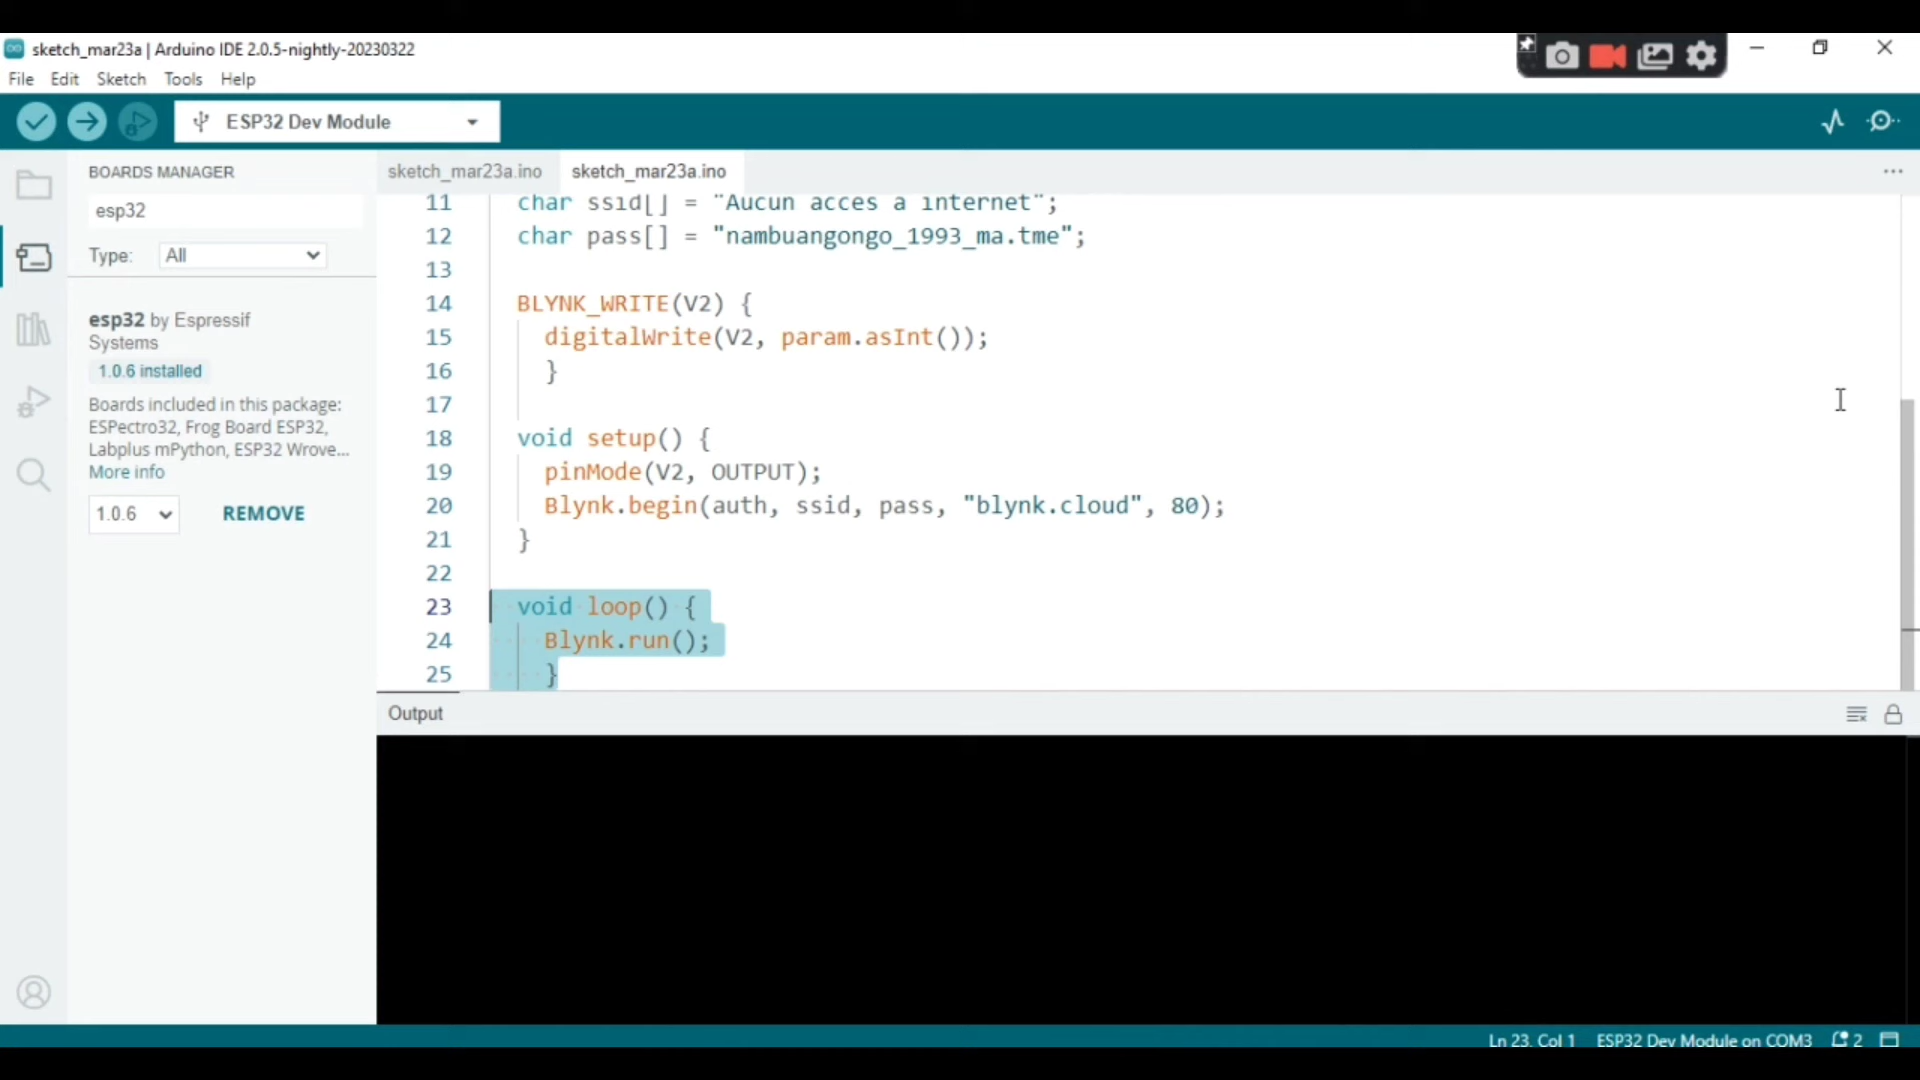 sketch_mar23a | Arduino IDE 2.0.5-nightly-20230322
File Edit Sketch Tools Help
ESP32 Dev Module
BOARDS MANAGER
esp32
Type: All
esp32 by Espressif
Systems
1.0.6 installed
Boards included in this package:
ESPectro32, Frog Board ESP32,
Labplus mPython, ESP32 Wrove...
More info
1.0.6 REMOVE
sketch_mar23a.ino sketch_mar23a.ino
11 char ssid[] = "Aucun acces a internet";
12 char pass[] = "nambuangongo_1993_ma.tme";
13
14 BLYNK_WRITE(V2) {
15 digitalWrite(V2, param.asInt());
16 }
17
18 void setup() {
19 pinMode(V2, OUTPUT);
20 Blynk.begin(auth, ssid, pass, "blynk.cloud", 80);
21 }
22
23 void loop() {
24 Blynk.run();
25 }
Output
Ln 23, Col 1 ESP32 Dev Module on COM3 2